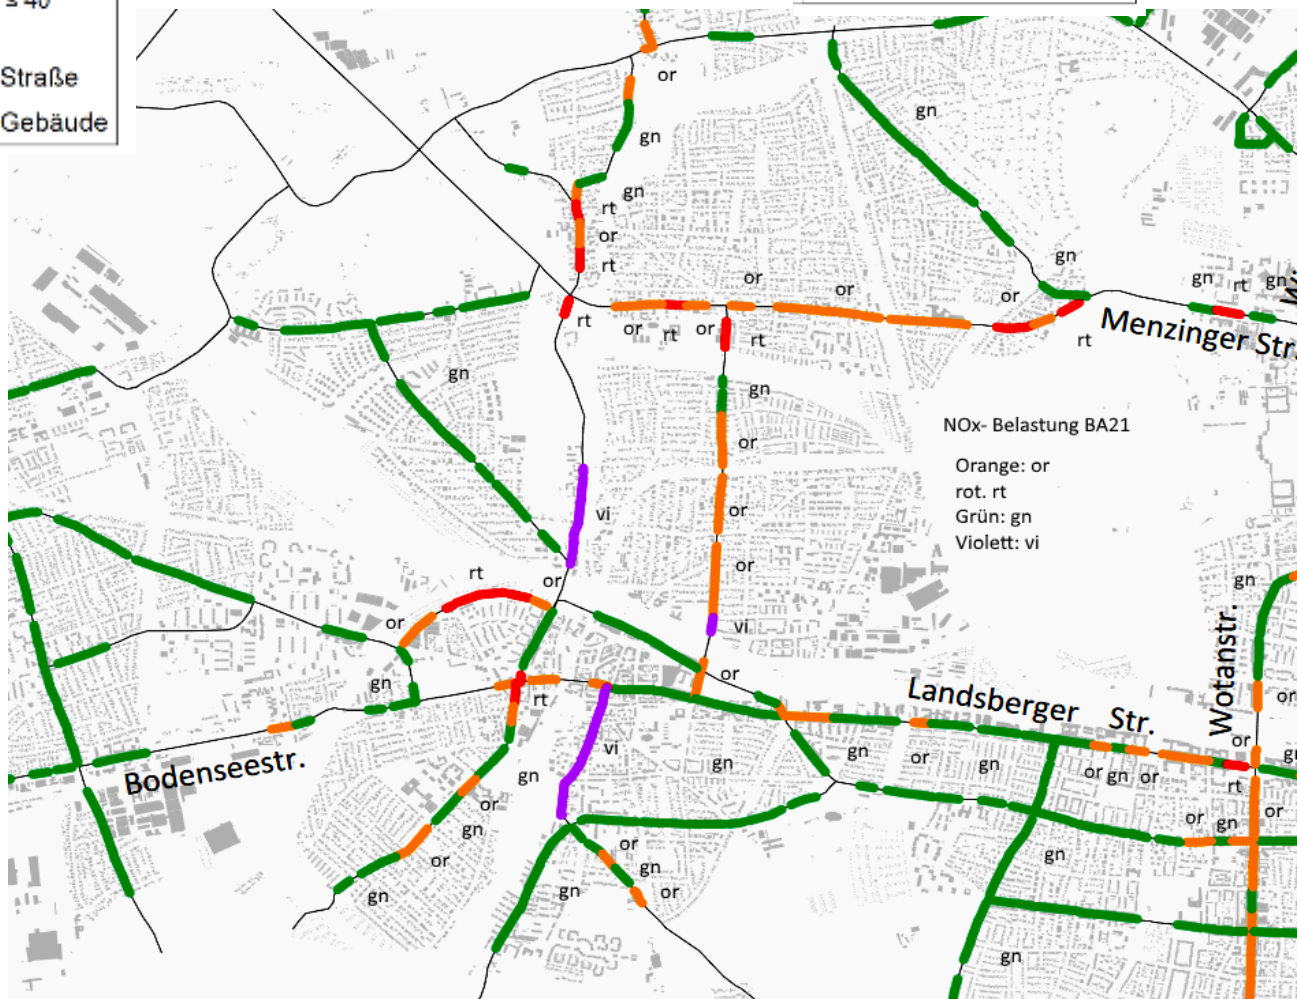 ≤ 40
Straße
Gebäude
or
gn
gn
gn
rt
or
rt
or
or
gn
or
gn
rt
gn
rt
or
rt
or
rt
rt
Menzinger Str.
gn
gn
or
or
or
vi
vi
NOx- Belastung BA21
Orange: or
rot. rt
Grün: gn
Violett: vi
rt
or
or
gn
gn
Wotanstr.
or
or
gn
rt
or
Landsberger Str.
rt
vi
gn
gn
or
gn
or
gn
or
Bodenseestr.
gn
or
gn
or
gn
or
gn
or
gn
or
gn
gn
gn